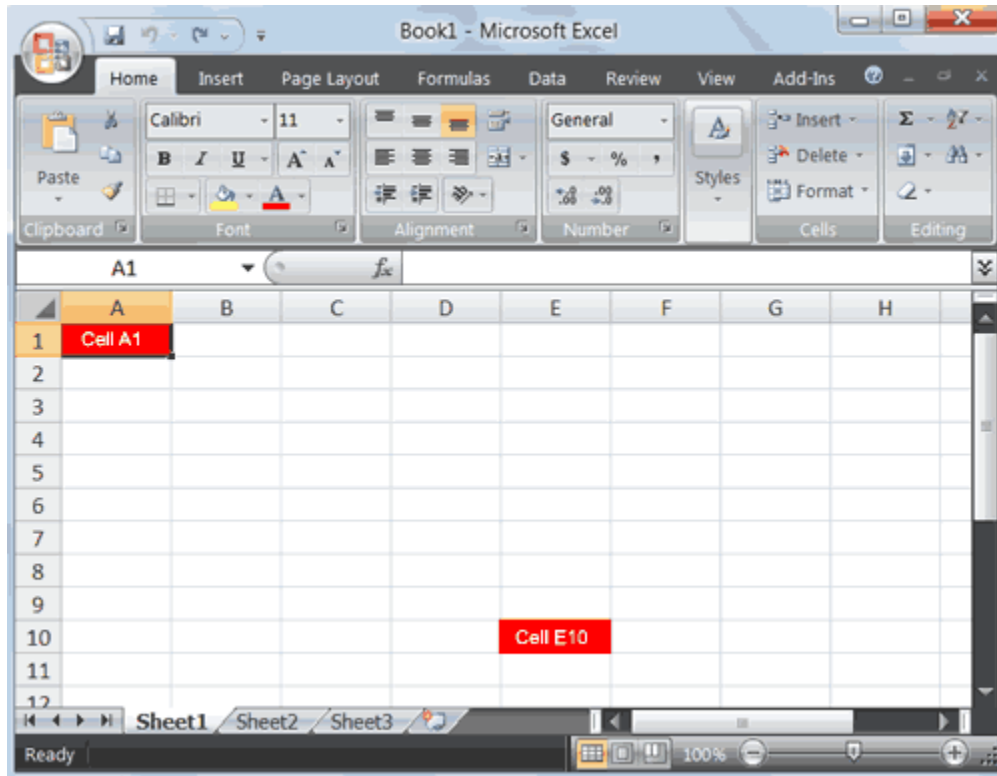 Book1 - Microsoft Excel
Home Insert Page Layout Formulas Data Review View Add-Ins
Calibri 11 General Insert
B I U A A $ % , Delete
Paste Styles Format
A
Clipboard Font Alignment Number Cells Editing
A1 fx
A B C D E F G H
1 Cell A1
2
3
4
5
6
7
8
9
10 Cell E10
11
12
Sheet1 Sheet2 Sheet3
Ready 100%